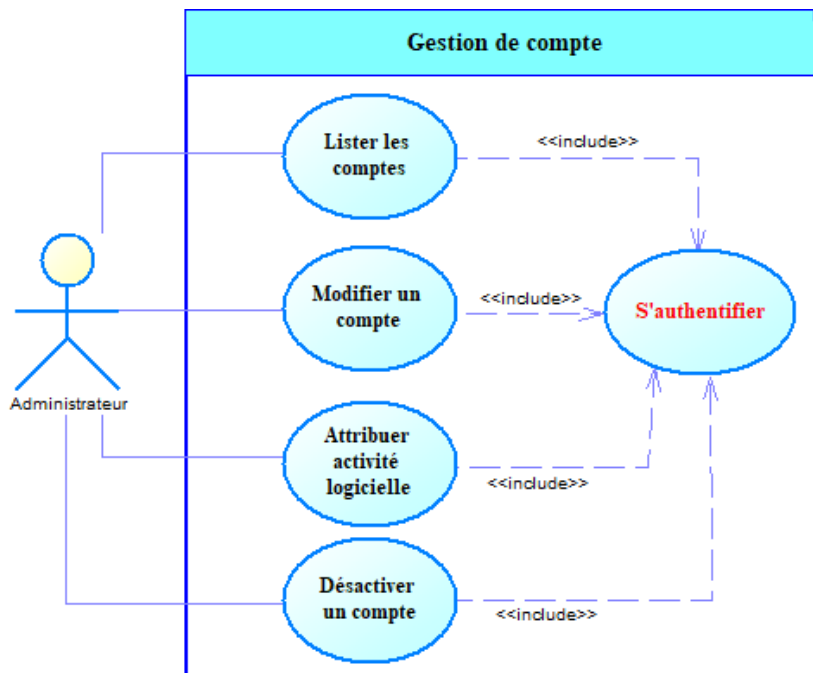 Gestion de compte
Lister les
comptes
<<include>>
Modifier un
compte
<<include>>
S'authentifier
Administrateur
Attribuer
activité
logicielle
<<include>>
Désactiver
un compte
<<include>>